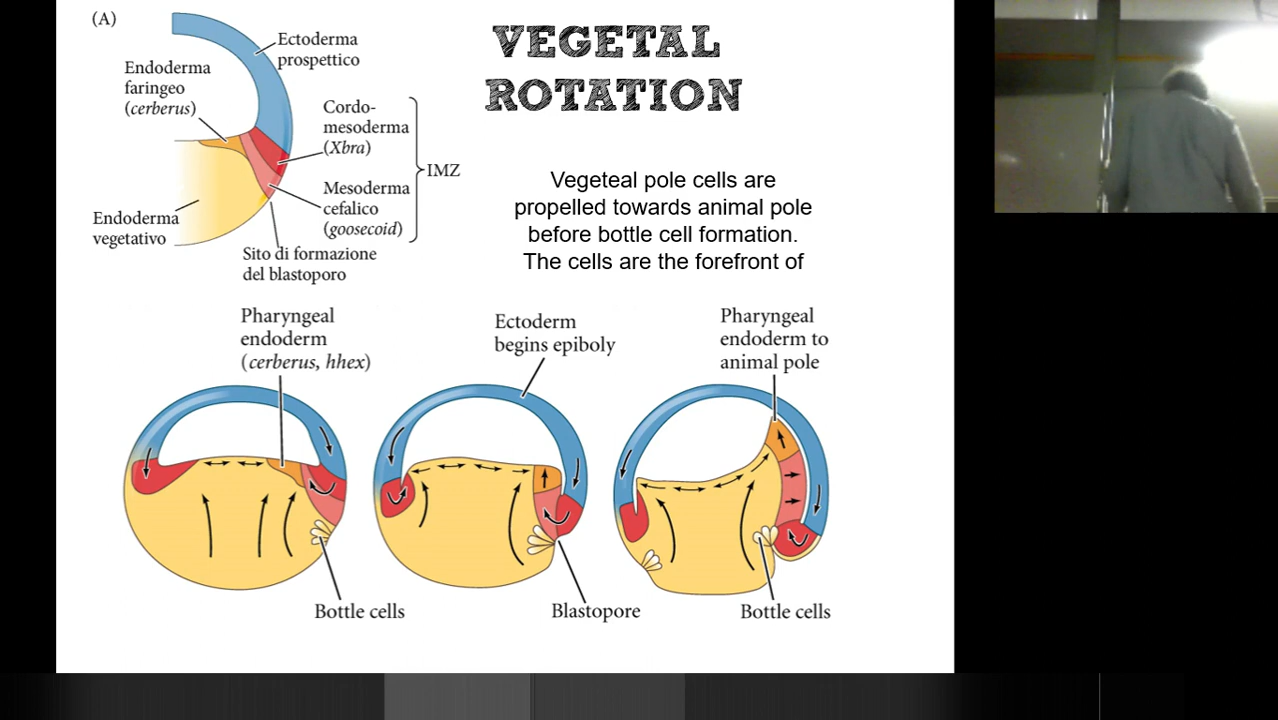 (A)
Ectoderma
prospettico
Endoderma
faringeo
(cerberus)
Cordo-
mesoderma
(Xbra)
IMZ
Mesoderma
cefalico
(goosecoid)
Endoderma
vegetativo
Sito di formazione
del blastoporo
VEGETAL
ROTATION
Vegeteal pole cells are
propelled towards animal pole
before bottle cell formation.
The cells are the forefront of
Pharyngeal
endoderm
(cerberus, hhex)
Ectoderm
begins epiboly
Pharyngeal
endoderm to
animal pole
Bottle cells
Blastopore
Bottle cells